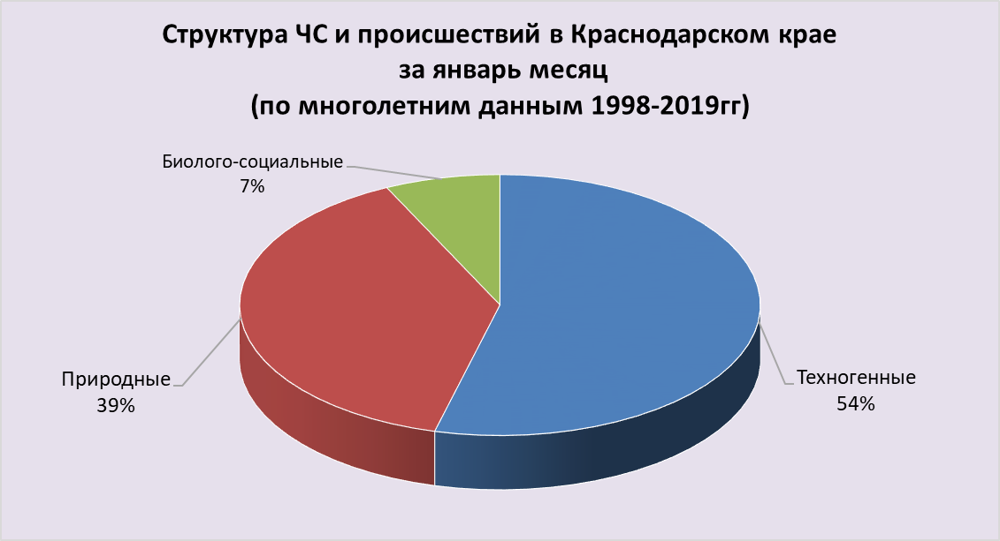 Структура ЧС и происшествий в Краснодарском крае
за январь месяц
(по многолетним данным 1998-2019гг)
Биолого-социальные
7%
Природные
39%
Техногенные
54%